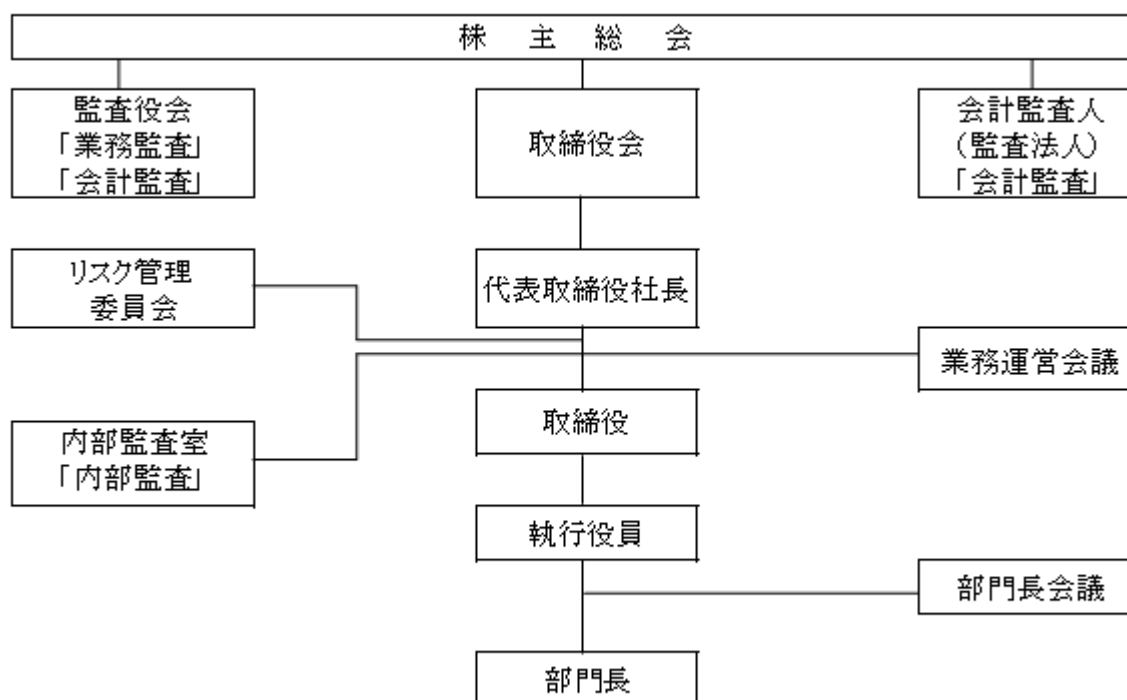 株主総会
監査役会
「業務監査」
「会計監査」
取締役会
会計監査人
（監査法人）
「会計監査」
リスク管理
委員会
代表取締役社長
業務運営会議
取締役
内部監査室
「内部監査」
執行役員
部門長会議
部門長